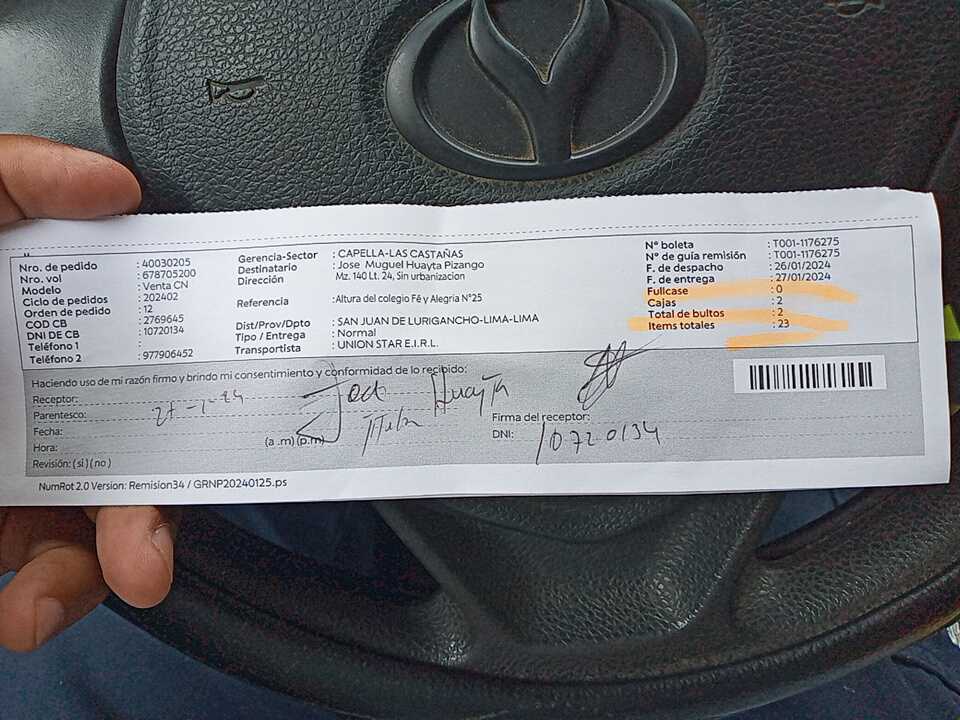 Nro. de pedido : 40030205
Nro. vol : 678705200
Modelo : Venta CN
Ciclo de pedidos : 202402
Orden de pedido : 12
COD CB : 2769645
DNI DE CB : 10720134
Teléfono 1 :
Teléfono 2 : 977906452
Gerencia-Sector : CAPELLA-LAS CASTAÑAS
Destinatario : Jose Muguel Huayta Pizango
Dirección Mz. 140 Lt. 24, Sin urbanizacion
Referencia : Altura del colegio Fé y Alegria N°25
Dist/Prov/Dpto : SAN JUAN DE LURIGANCHO-LIMA-LIMA
Tipo / Entrega : Normal
Transportista : UNION STAR E.I.R.L.
N° boleta : T001-1176275
N° de guía remisión : T001-1176275
F. de despacho : 26/01/2024
F. de entrega : 27/01/2024
Fullcase : 0
Cajas : 2
Total de bultos : 2
Items totales : 23
Haciendo uso de mi razón firmo y brindo mi consentimiento y conformidad de lo recibido:
Receptor: Jose Huayta
Parentesco:
Fecha: 27-1-24
Hora: (a .m) (p.m)
Revisión: ( si ) ( no )
Firma del receptor:
DNI: 10720134
NumRot 2.0 Version: Remision34 / GRNP20240125.ps